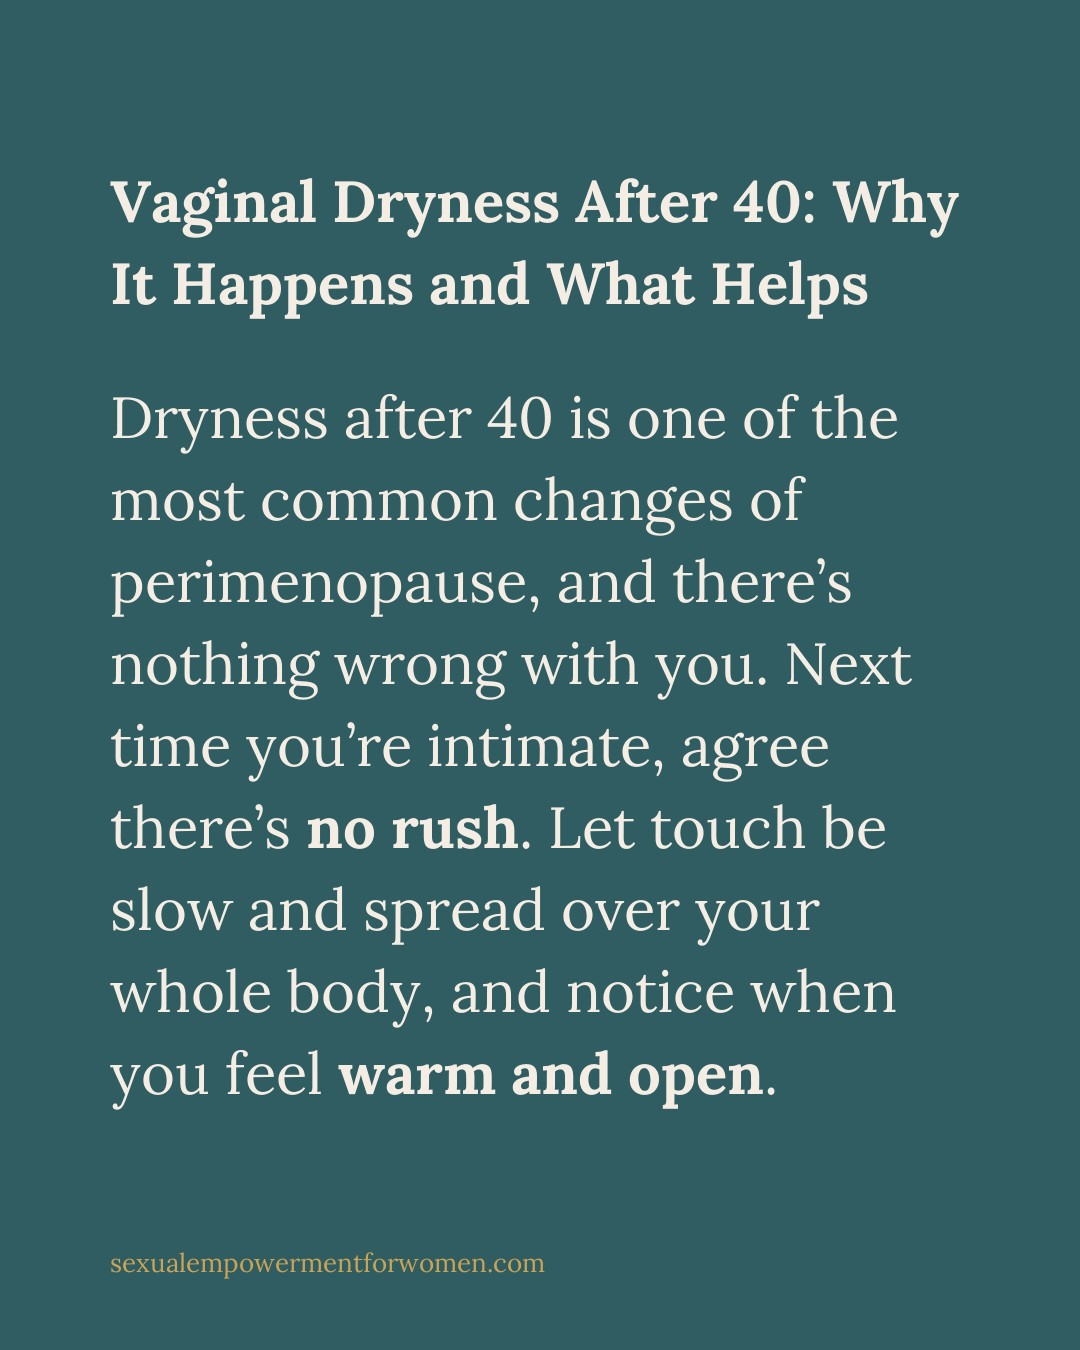 Vaginal Dryness After 40: Why
It Happens and What Helps
Dryness after 40 is one of the
most common changes of
perimenopause, and there’s
nothing wrong with you. Next
time you’re intimate, agree
there’s no rush. Let touch be
slow and spread over your
whole body, and notice when
you feel warm and open.
sexualempowermentforwomen.com